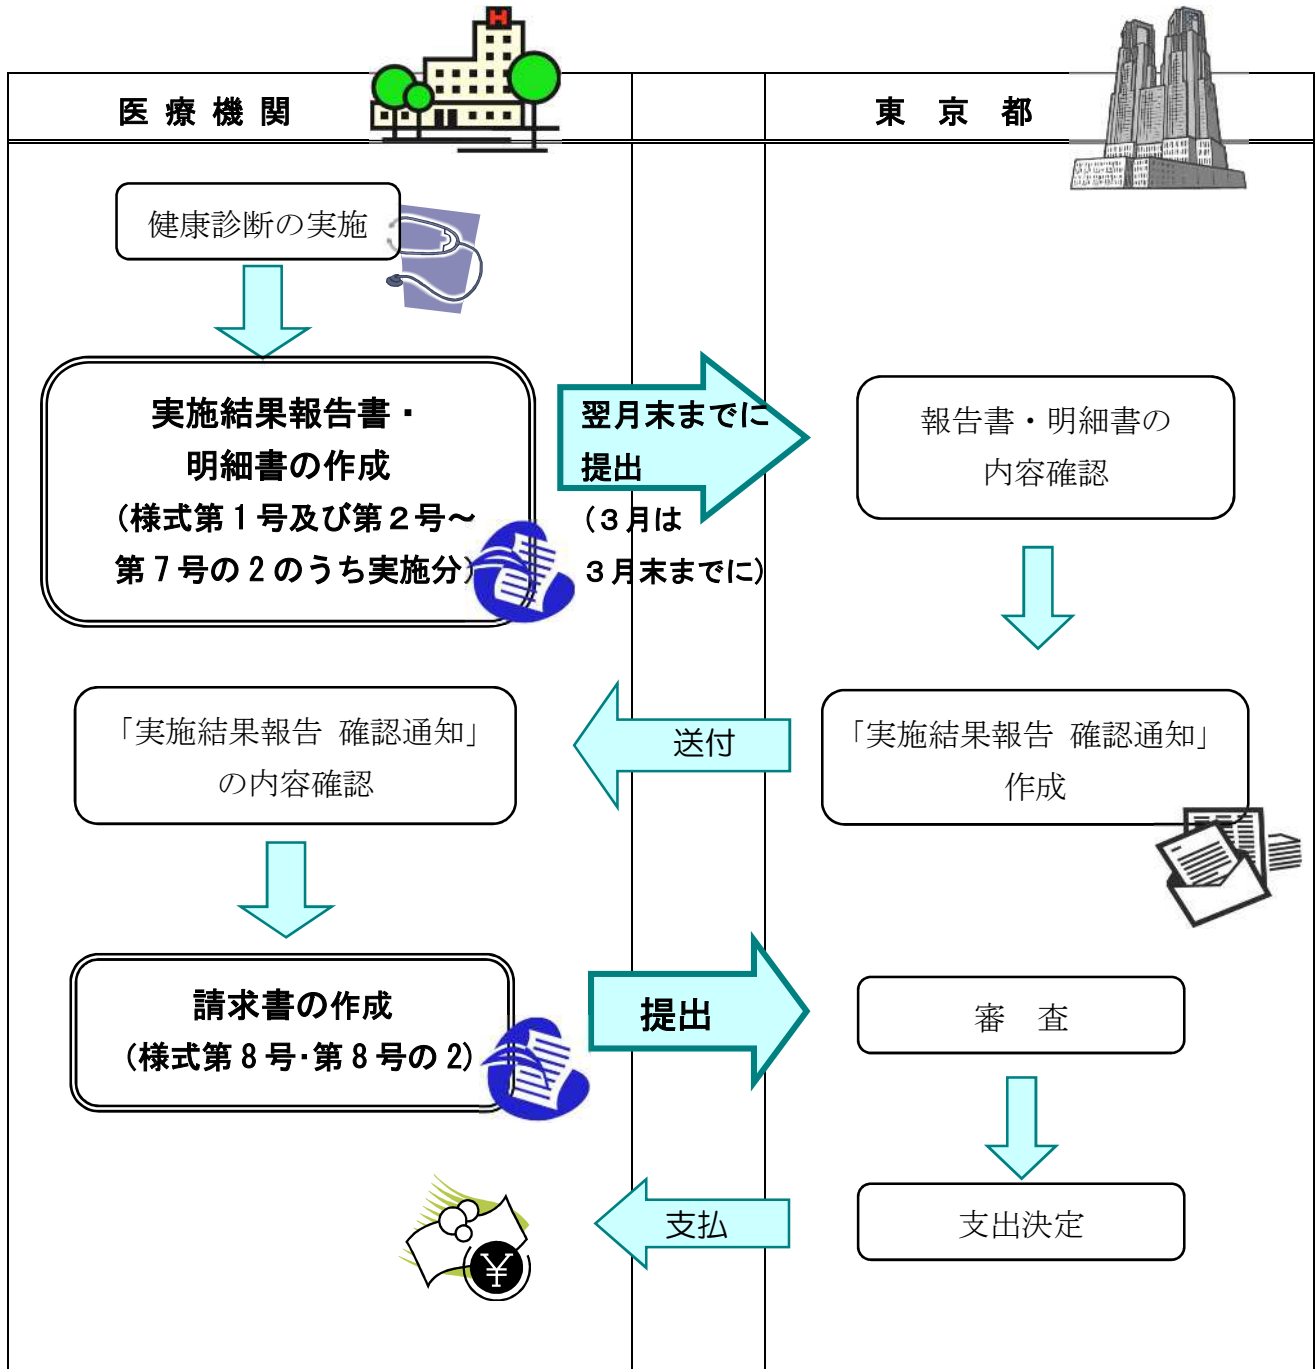 H
医療機関
東京都
健康診断の実施
実施結果報告書・
明細書の作成
(様式第1号及び第2号～
第7号の2のうち実施分)
翌月末までに
提出
(3月は
3月末までに)
報告書・明細書の
内容確認
「実施結果報告 確認通知」
作成
送付
「実施結果報告 確認通知」
の内容確認
請求書の作成
(様式第8号・第8号の2)
提出
審　査
支出決定
支払
¥